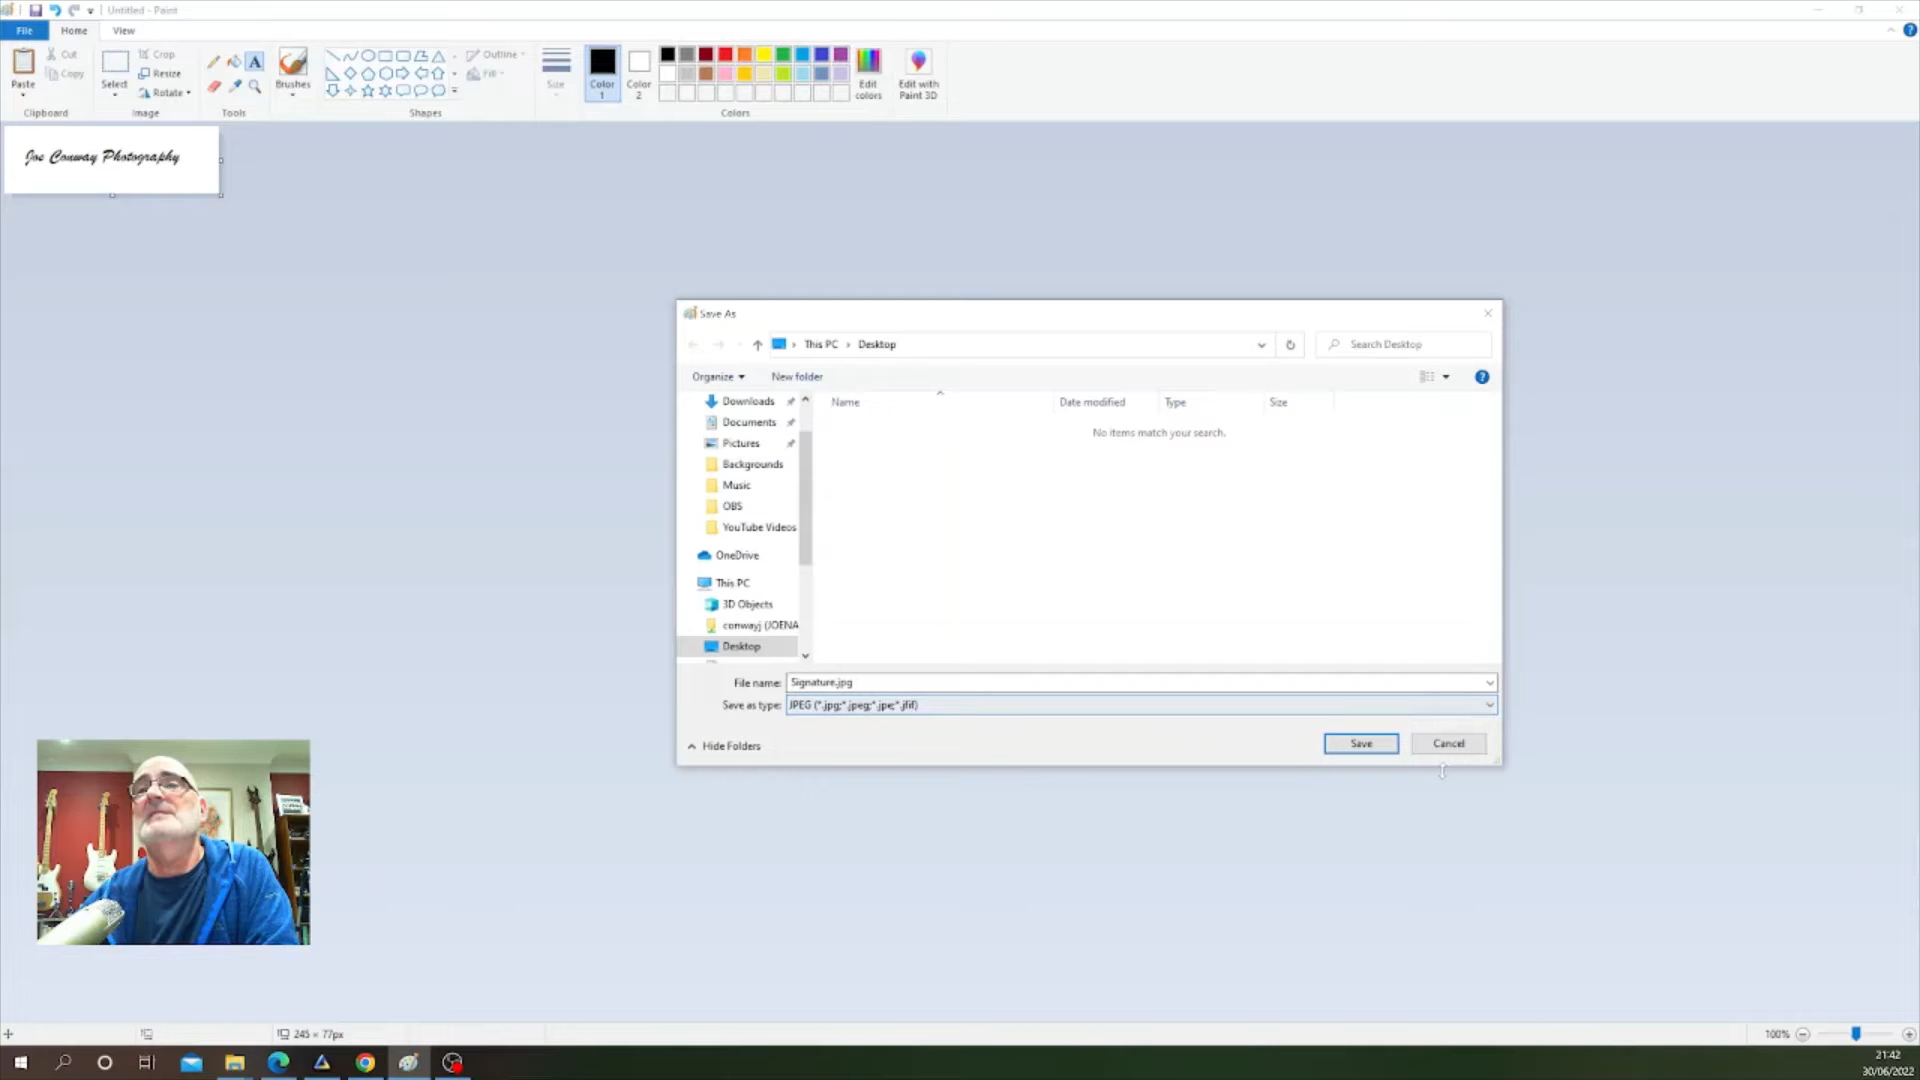 Untitled - Paint
File
Home
View
Paste
Cut
Copy
Clipboard
Select
Crop
Resize
Rotate
Image
Tools
Brushes
Outline
Fill
Shapes
Size
Color 1
Color 2
Colors
Edit colors
Edit with Paint 3D
Joe Conway Photography
Save As
This PC
Desktop
Search Desktop
Organize
New folder
Name
Date modified
Type
Size
No items match your search.
Downloads
Documents
Pictures
Backgrounds
Music
OBS
YouTube Videos
OneDrive
This PC
3D Objects
conwayj (JOENA
Desktop
File name:
Signature.jpg
Save as type:
JPEG (*.jpg;*.jpeg;*.jpe;*.jfif)
Hide Folders
Save
Cancel
245 × 77px
100%
21:42
30/06/2022